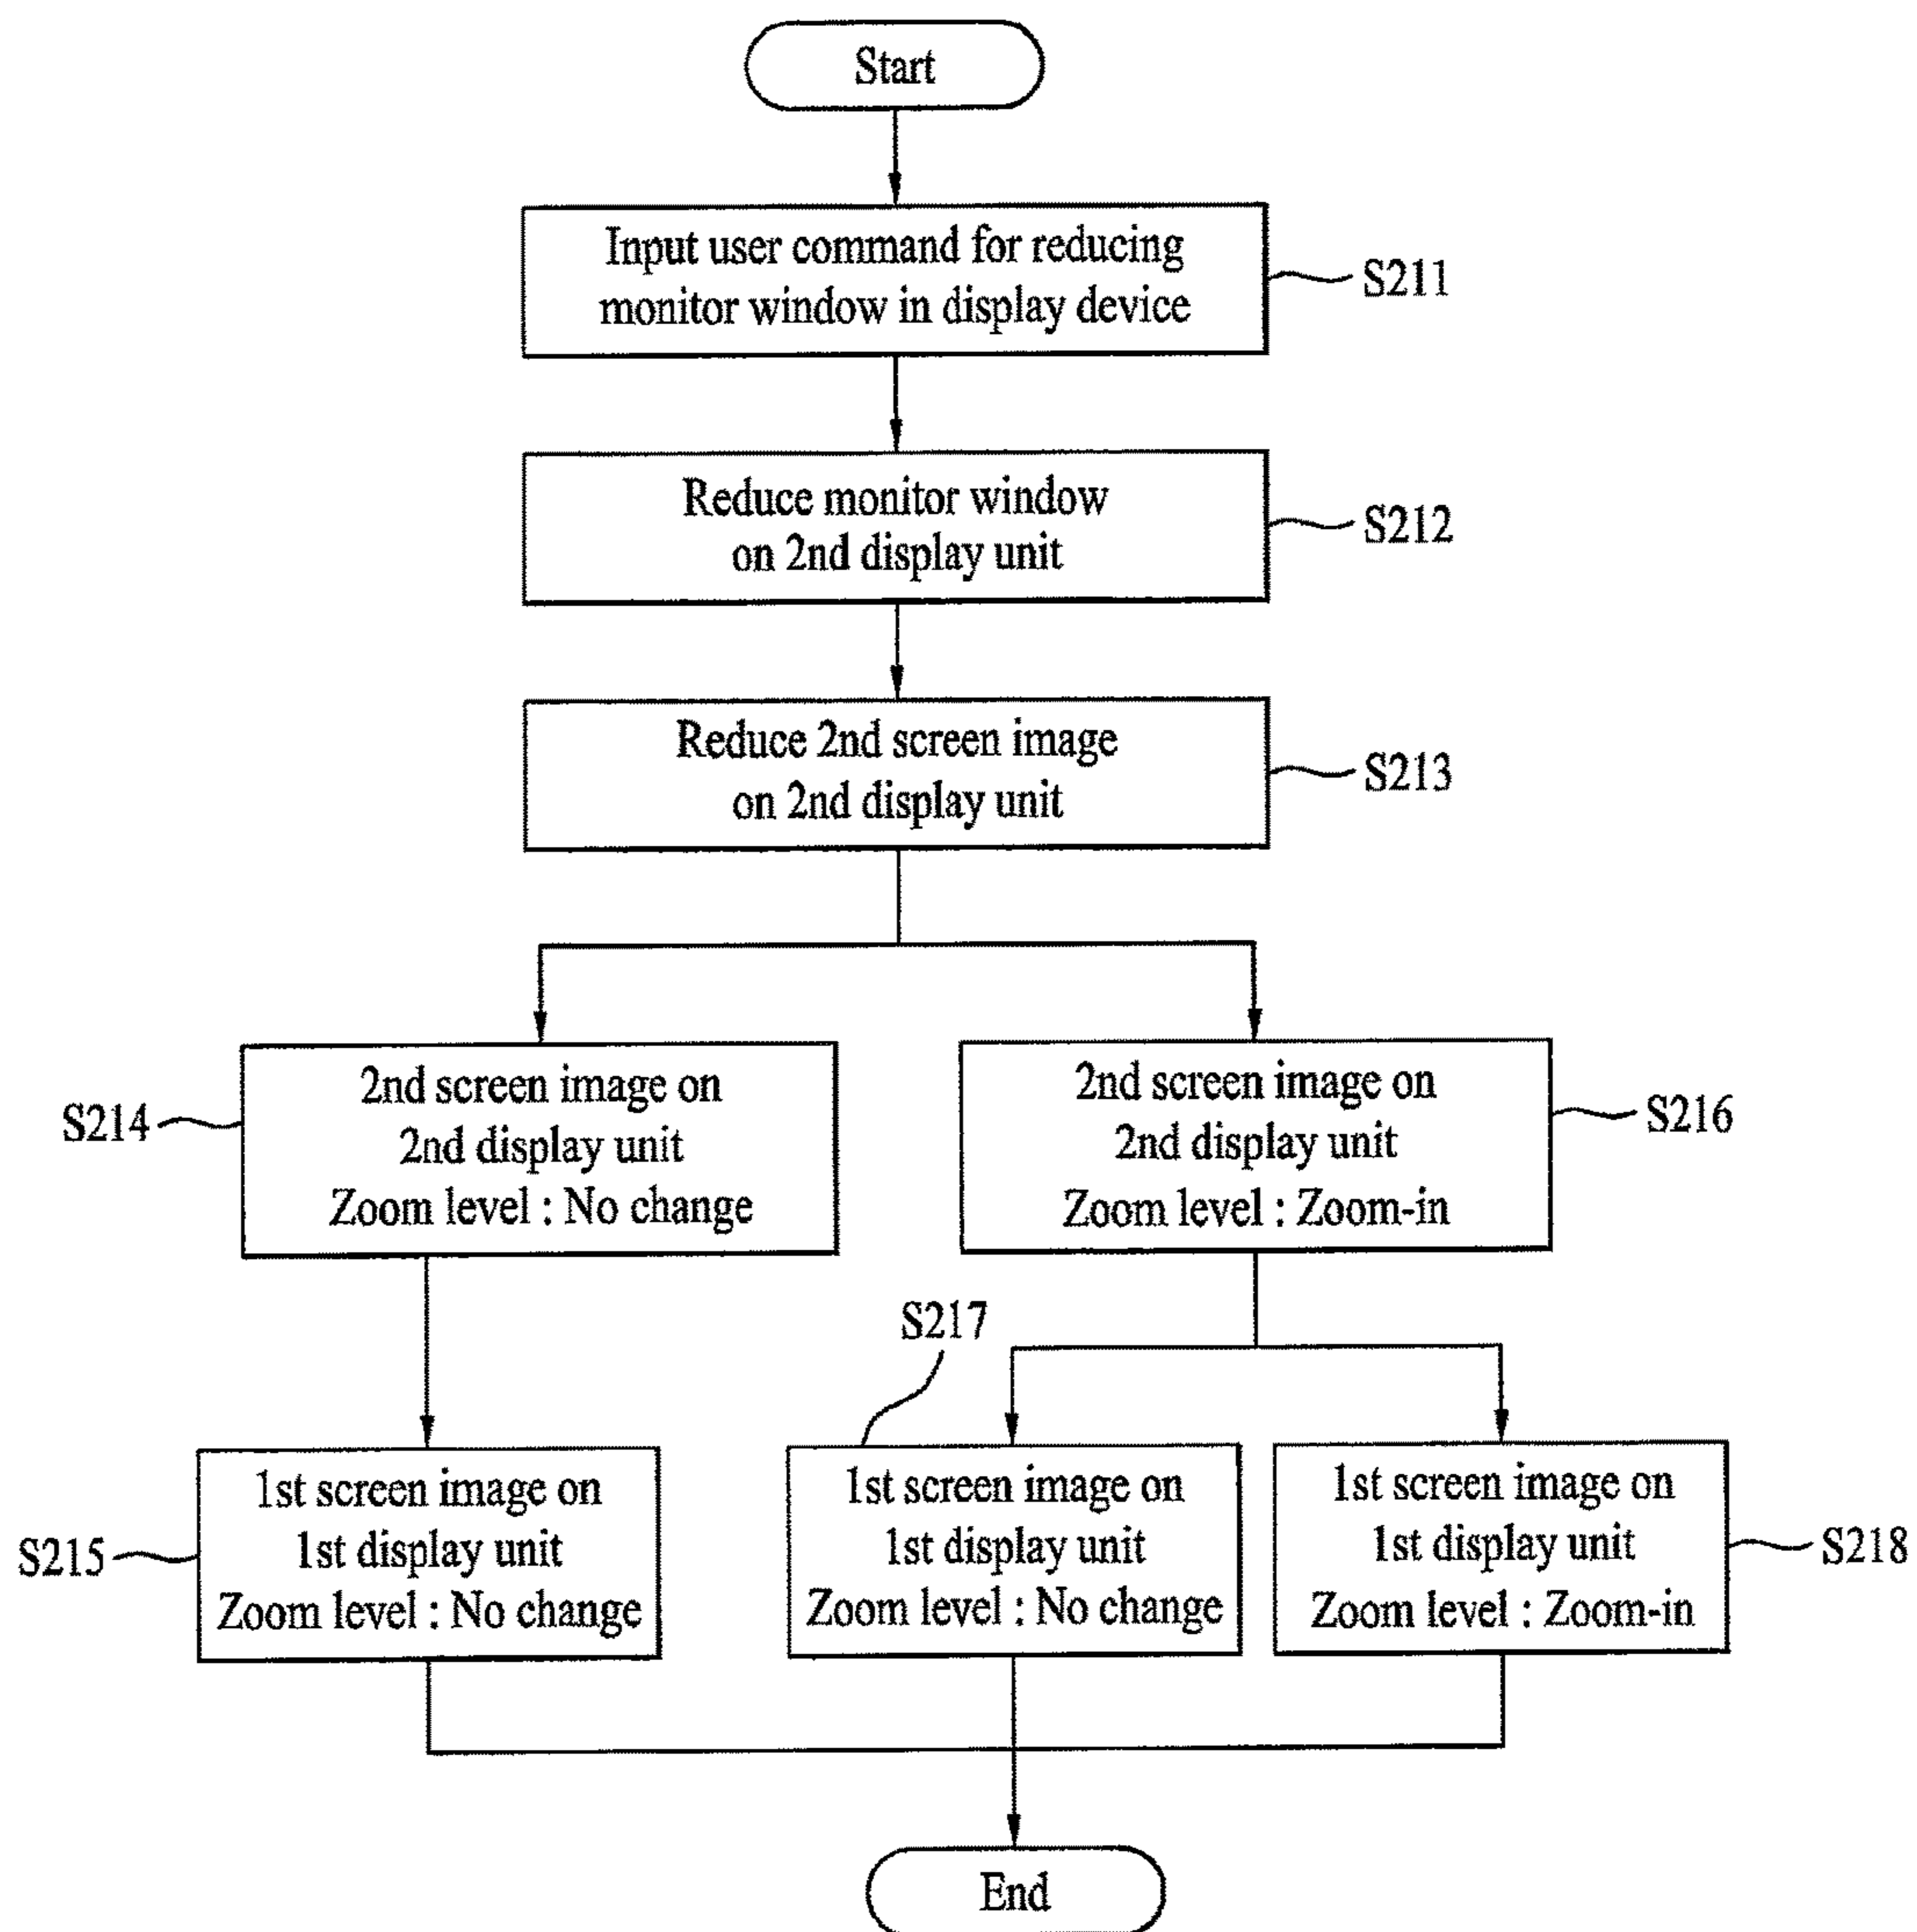 Start
Input user command for reducing
monitor window in display device
S211
Reduce monitor window
on 2nd display unit
S212
Reduce 2nd screen image
on 2nd display unit
S213
S214
2nd screen image on
2nd display unit
Zoom level : No change
2nd screen image on
2nd display unit
Zoom level : Zoom-in
S216
S217
S215
1st screen image on
1st display unit
Zoom level : No change
1st screen image on
1st display unit
Zoom level : No change
1st screen image on
1st display unit
Zoom level : Zoom-in
S218
End